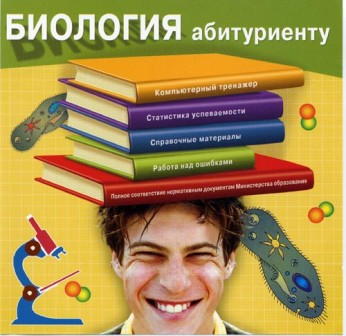 БИОЛОГИЯ абитуриенту
Компьютерный тренажер
Статистика успеваемости
Справочные материалы
Работа над ошибками
Полное соответствие нормативным документам Министерства образования